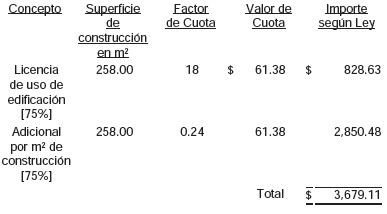 Concepto Superficie Factor Valor de Importe
de de Cuota Cuota según Ley
construcción
en m²
Licencia 258.00 18 $ 61.38 $ 828.63
de uso de
edificación
[75%]
Adicional 258.00 0.24 61.38 2,850.48
por m² de
construcción
[75%]
Total $ 3,679.11